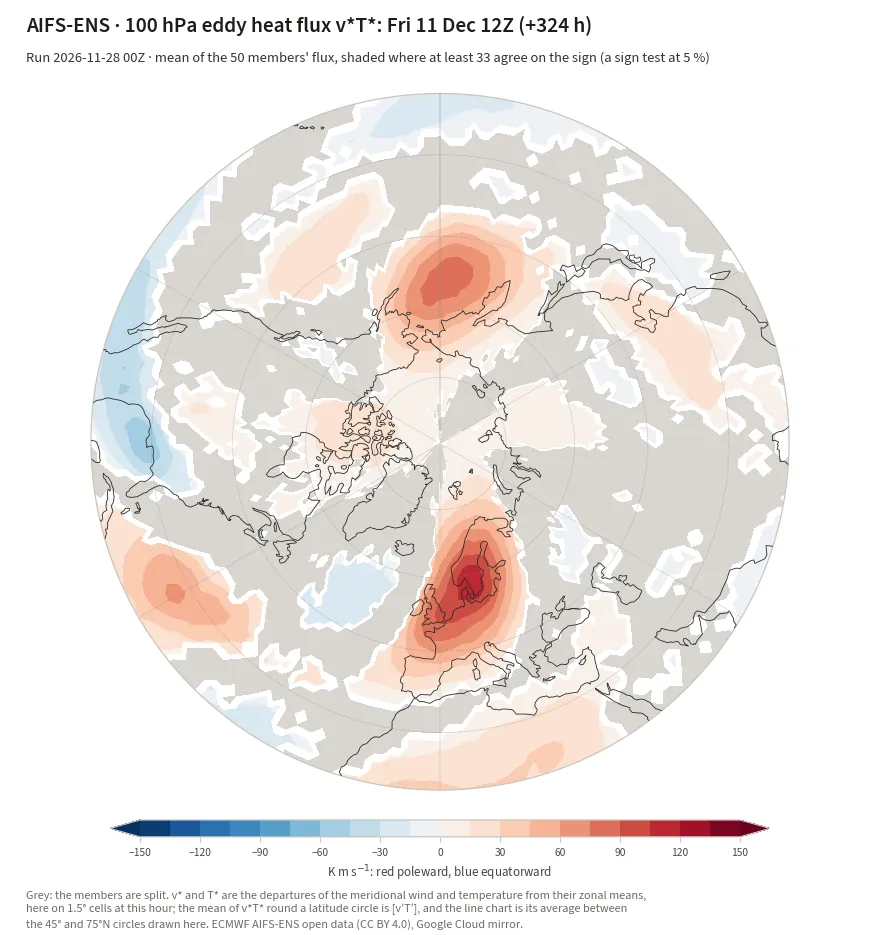 AIFS-ENS · 100 hPa eddy heat flux v*T*: Fri 11 Dec 12Z (+324 h)
Run 2026-11-28 00Z · mean of the 50 members' flux, shaded where at least 33 agree on the sign (a sign test at 5 %)
−150 −120 −90 −60 −30 0 30 60 90 120 150
K m s⁻¹: red poleward, blue equatorward
Grey: the members are split. v* and T* are the departures of the meridional wind and temperature from their zonal means,
here on 1.5° cells at this hour; the mean of v*T* round a latitude circle is [v'T'], and the line chart is its average between
the 45° and 75°N circles drawn here. ECMWF AIFS-ENS open data (CC BY 4.0), Google Cloud mirror.